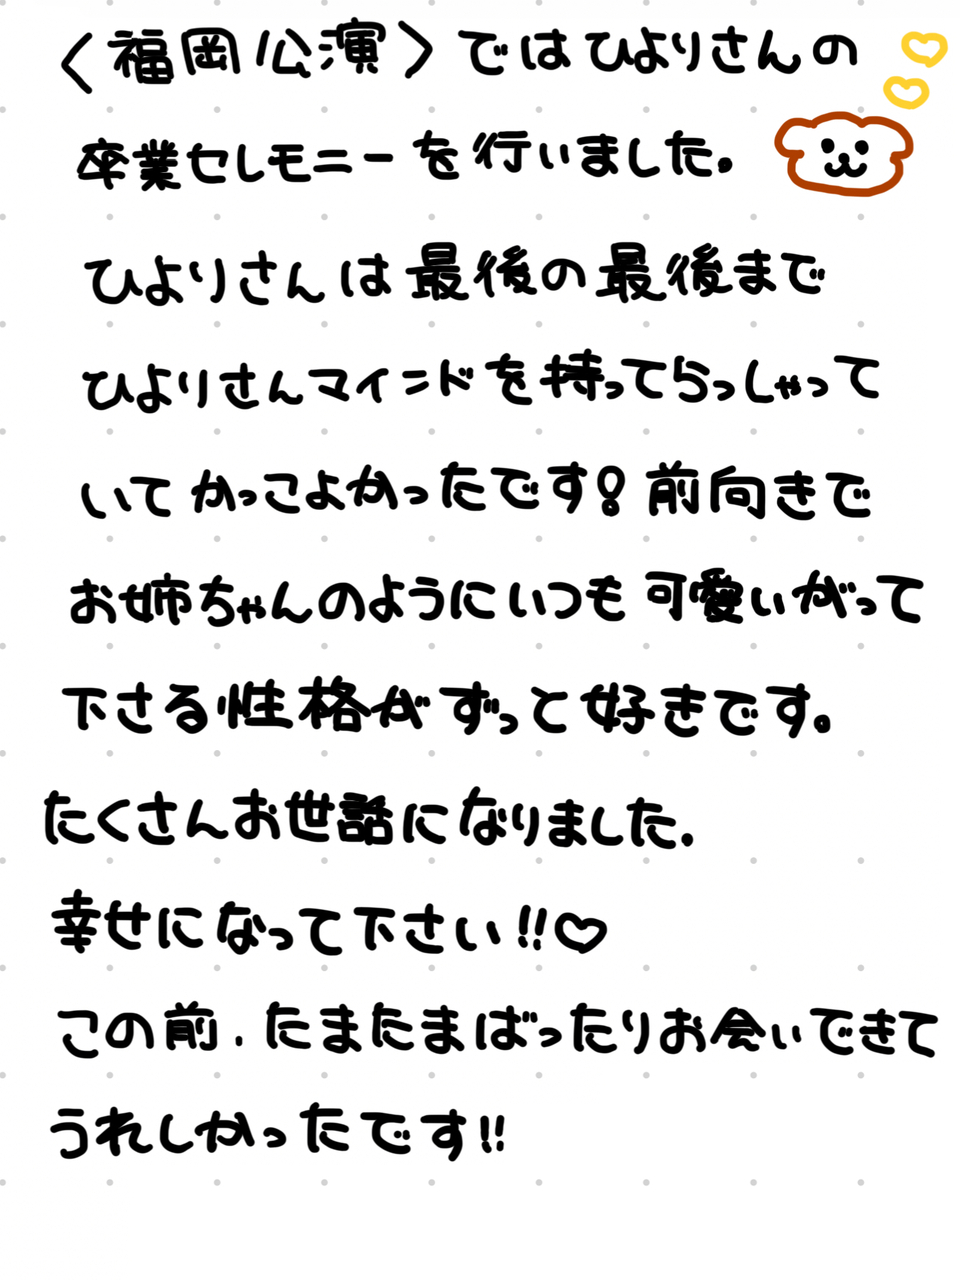 〈福岡公演〉ではひよりさんの
卒業セレモニーを行いました。
ひよりさんは最後の最後まで
ひよりさんマインドを持ってらっしゃって
いてかっこよかったです！前向きで
お姉ちゃんのようにいつも可愛いがって
下さる性格がずっと好きです。
たくさんお世話になりました.
幸せになって下さい!!♡
この前、たまたまばったりお会いできて
うれしかったです!!